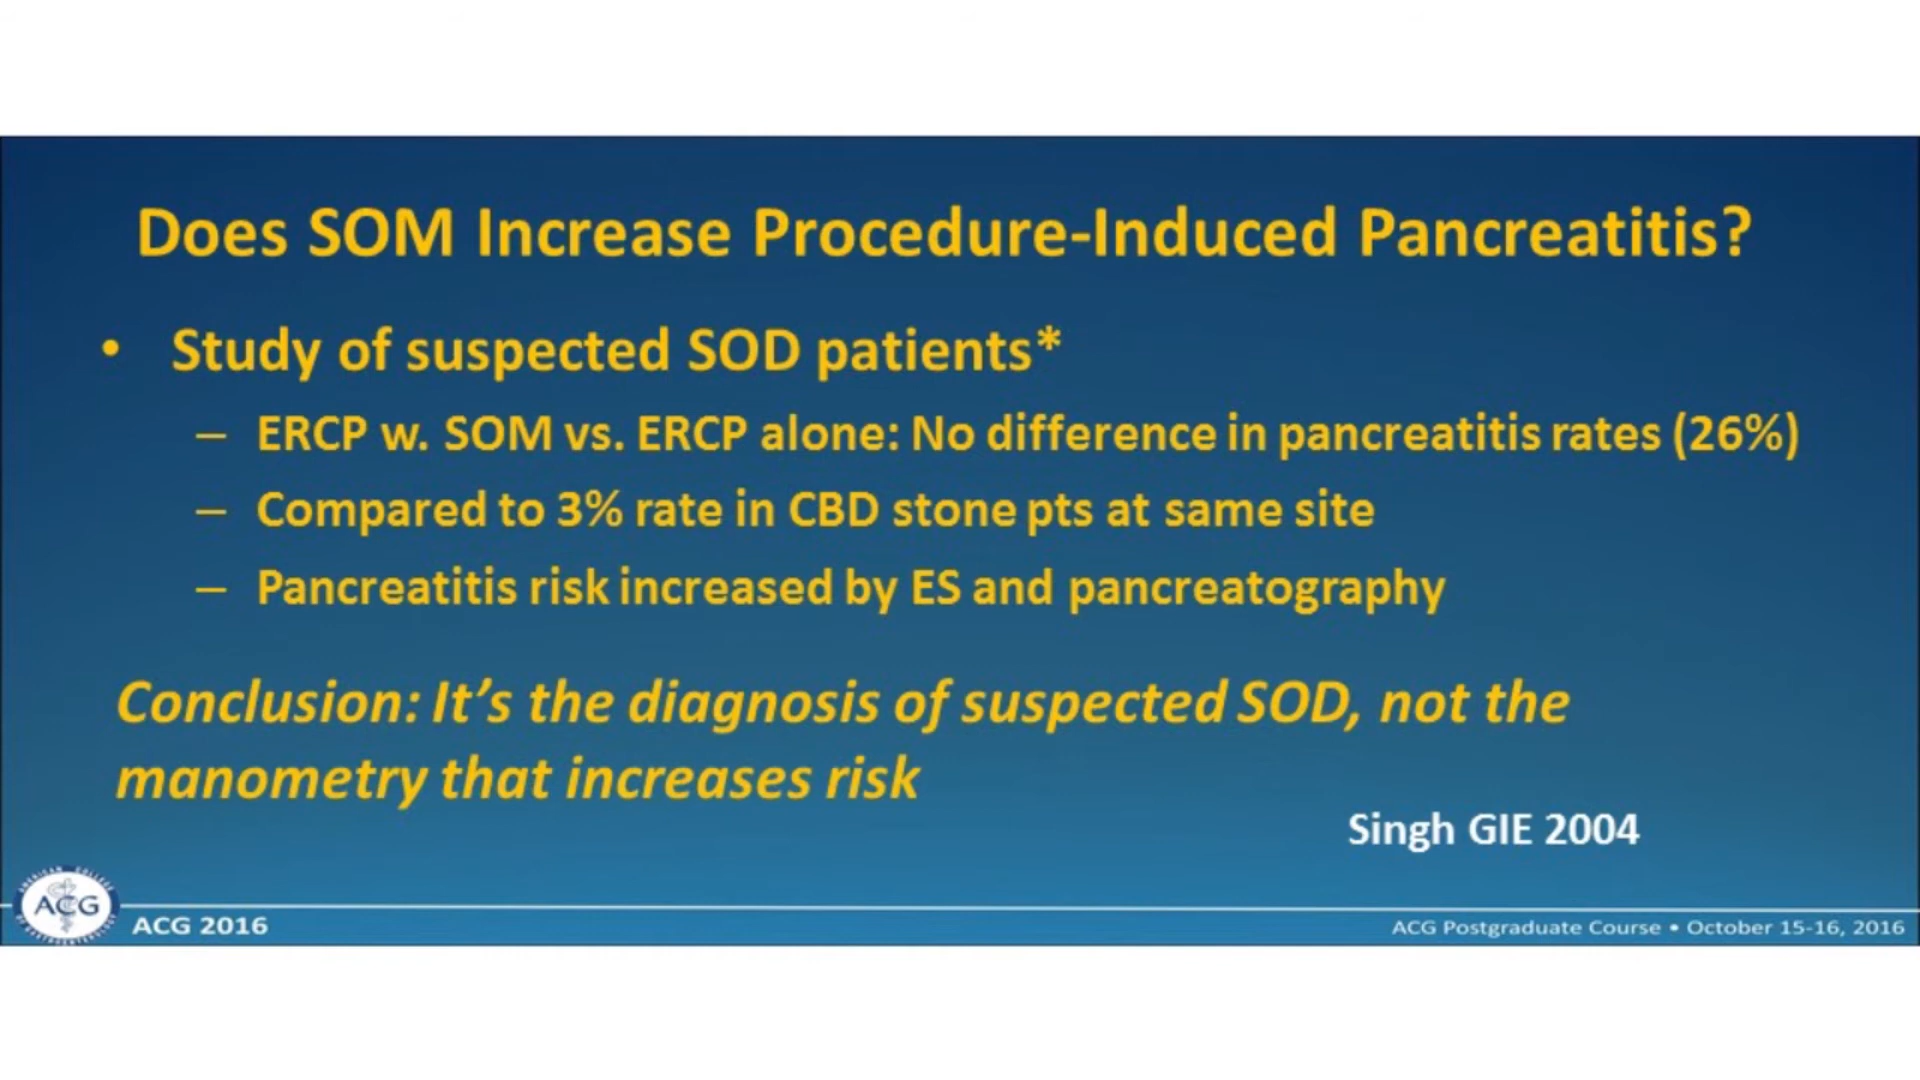 Does SOM Increase Procedure-Induced Pancreatitis?
• Study of suspected SOD patients*
– ERCP w. SOM vs. ERCP alone: No difference in pancreatitis rates (26%)
– Compared to 3% rate in CBD stone pts at same site
– Pancreatitis risk increased by ES and pancreatography
Conclusion: It's the diagnosis of suspected SOD, not the
manometry that increases risk
Singh GIE 2004
ACG
ACG 2016
ACG Postgraduate Course • October 15-16, 2016